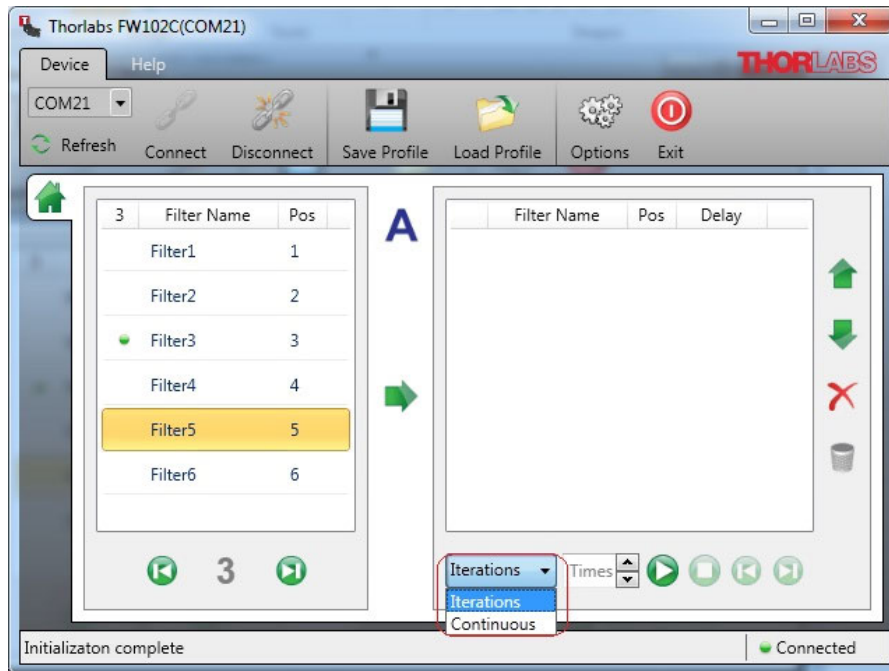 Thorlabs FW102C(COM21)
Device Help
THORLABS
COM21
Refresh
Connect Disconnect Save Profile Load Profile Options Exit
3 Filter Name Pos
Filter1 1
Filter2 2
Filter3 3
Filter4 4
Filter5 5
Filter6 6
3
A
Filter Name Pos Delay
Iterations Times
Iterations
Continuous
Initializaton complete
Connected